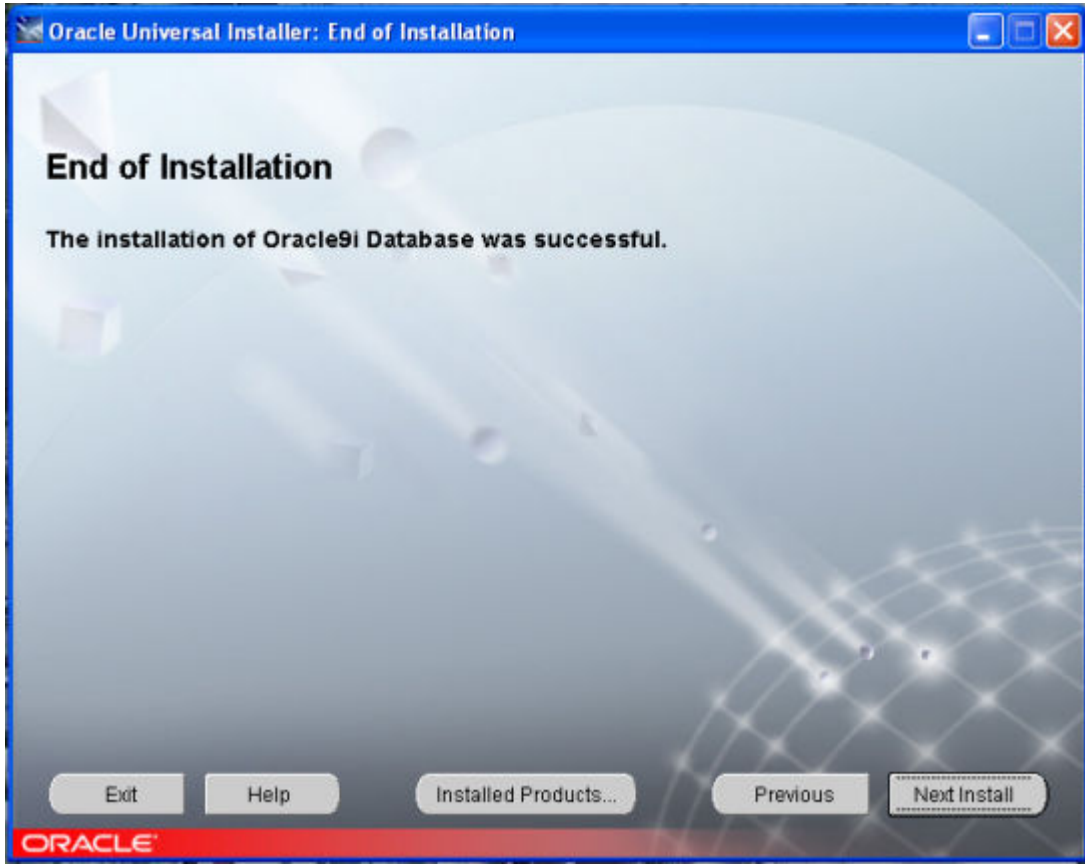 Oracle Universal Installer: End of Installation
End of Installation
The installation of Oracle9i Database was successful.
Exit Help Installed Products... Previous Next Install
ORACLE